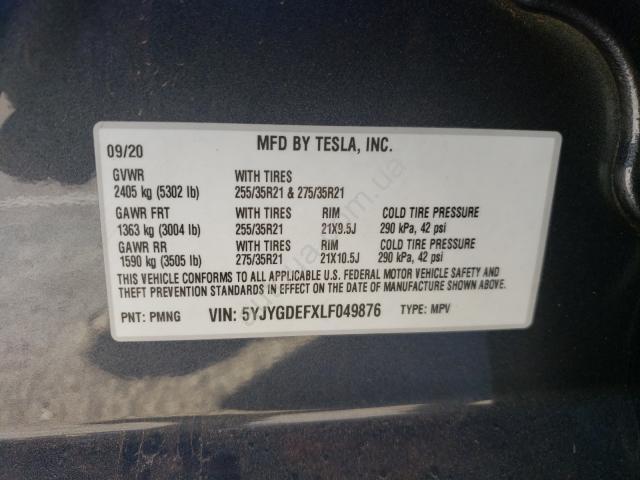 09/20 MFD BY TESLA, INC.
GVWR WITH TIRES
2405 kg (5302 lb) 255/35R21 & 275/35R21
GAWR FRT WITH TIRES RIM COLD TIRE PRESSURE
1363 kg (3004 lb) 255/35R21 21X9.5J 290 kPa, 42 psi
GAWR RR WITH TIRES RIM COLD TIRE PRESSURE
1590 kg (3505 lb) 275/35R21 21X10.5J 290 kPa, 42 psi
THIS VEHICLE CONFORMS TO ALL APPLICABLE U.S. FEDERAL MOTOR VEHICLE SAFETY AND
THEFT PREVENTION STANDARDS IN EFFECT ON THE DATE OF MANUFACTURE SHOWN ABOVE.
PNT: PMNG VIN: 5YJYGDEFXLF049876 TYPE: MPV